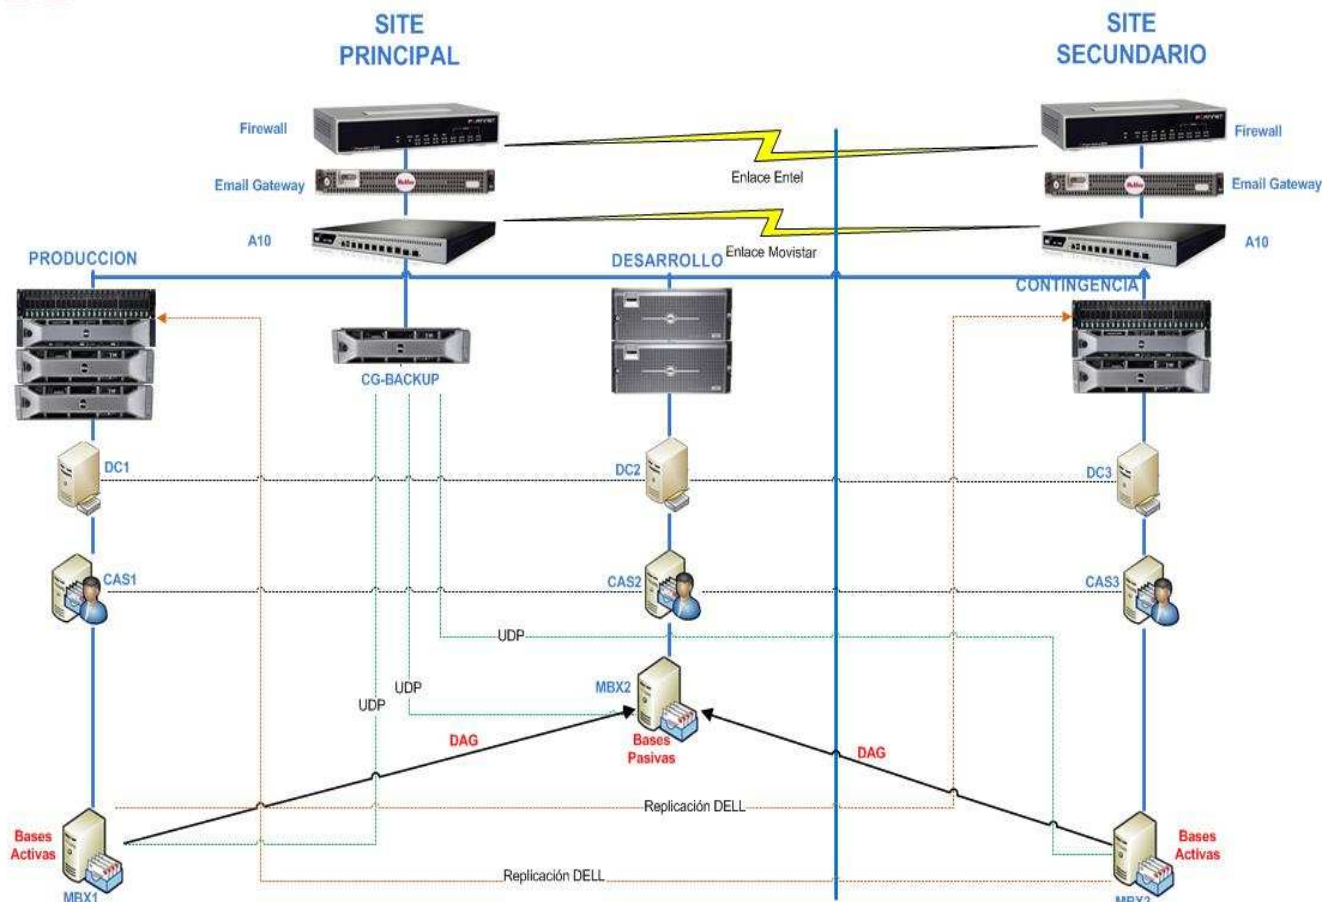 SITE
PRINCIPAL
SITE
SECUNDARIO
Firewall
Firewall
Enlace Entel
Email Gateway
Email Gateway
A10
A10
Enlace Movistar
PRODUCCION
DESARROLLO
CONTINGENCIA
CG-BACKUP
DC1
DC2
DC3
CAS1
CAS2
CAS3
UDP
UDP
UDP
MBX2
Bases
Pasivas
DAG
DAG
Replicación DELL
Bases
Activas
Bases
Activas
Replicación DELL
MBX1